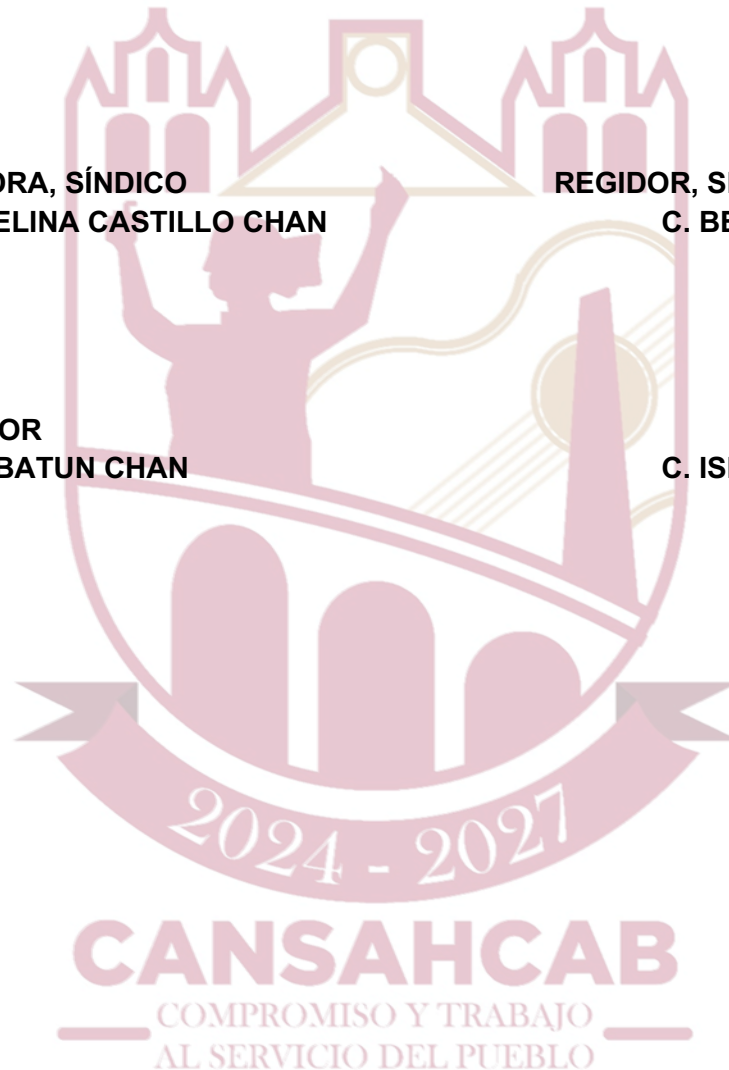 ORA, SÍNDICO
REGIDOR, S
ELINA CASTILLO CHAN
C. BE
OR
BATUN CHAN
C. IS
2024 - 2027
CANSAHCAB
COMPROMISO Y TRABAJO
AL SERVICIO DEL PUEBLO